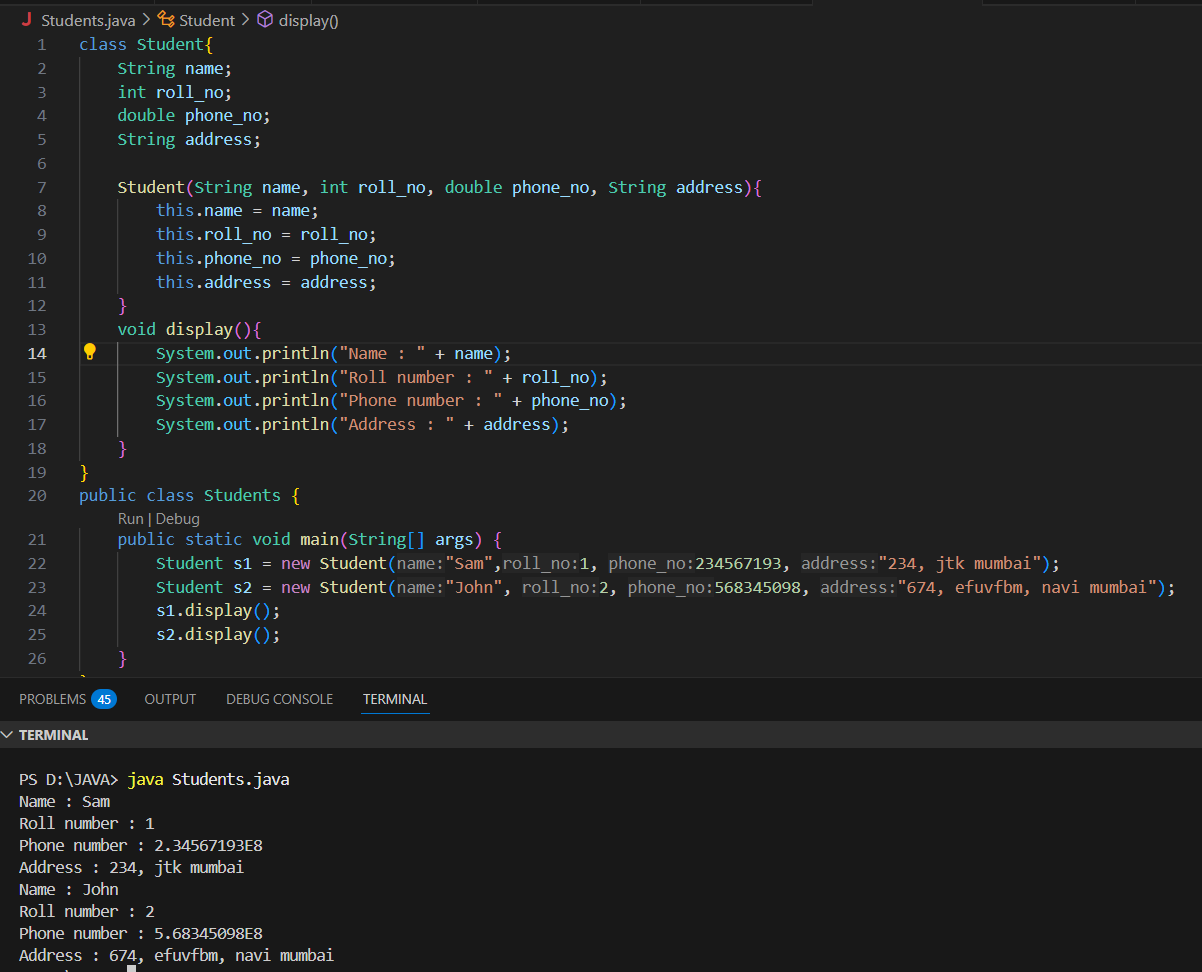 Students.java > Student > display()
1 class Student{
2 String name;
3 int roll_no;
4 double phone_no;
5 String address;
6
7 Student(String name, int roll_no, double phone_no, String address){
8 this.name = name;
9 this.roll_no = roll_no;
10 this.phone_no = phone_no;
11 this.address = address;
12 }
13 void display(){
14 System.out.println("Name : " + name);
15 System.out.println("Roll number : " + roll_no);
16 System.out.println("Phone number : " + phone_no);
17 System.out.println("Address : " + address);
18 }
19 }
20 public class Students {
Run | Debug
21 public static void main(String[] args) {
22 Student s1 = new Student(name:"Sam",roll_no:1, phone_no:234567193, address:"234, jtk mumbai");
23 Student s2 = new Student(name:"John", roll_no:2, phone_no:568345098, address:"674, efuvfbm, navi mumbai");
24 s1.display();
25 s2.display();
26 }
PROBLEMS 45 OUTPUT DEBUG CONSOLE TERMINAL
TERMINAL
PS D:\JAVA> java Students.java
Name : Sam
Roll number : 1
Phone number : 2.34567193E8
Address : 234, jtk mumbai
Name : John
Roll number : 2
Phone number : 5.68345098E8
Address : 674, efuvfbm, navi mumbai